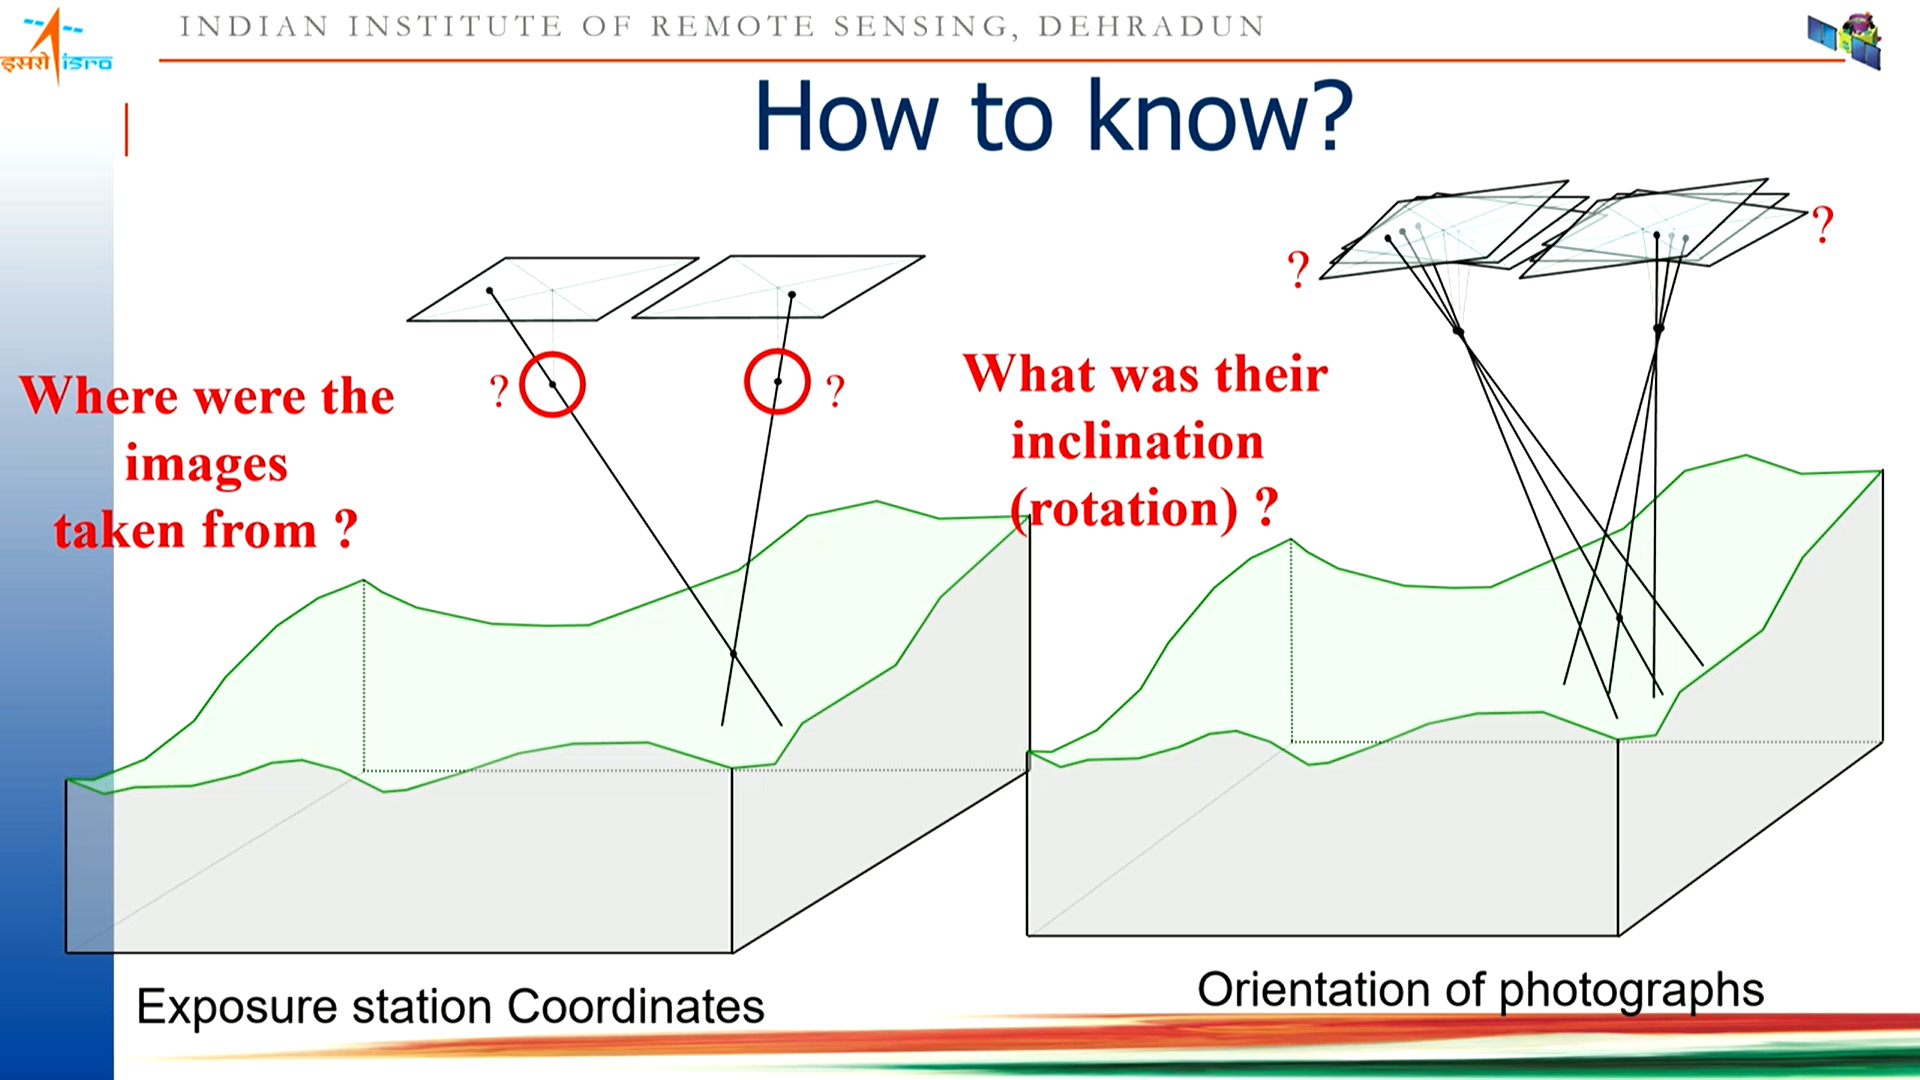 INDIAN INSTITUTE OF REMOTE SENSING, DEHRADUN
इसरो isro
How to know?
?
?
Where were the
images
taken from ?
?
?
What was their
inclination
(rotation) ?
Exposure station Coordinates
Orientation of photographs